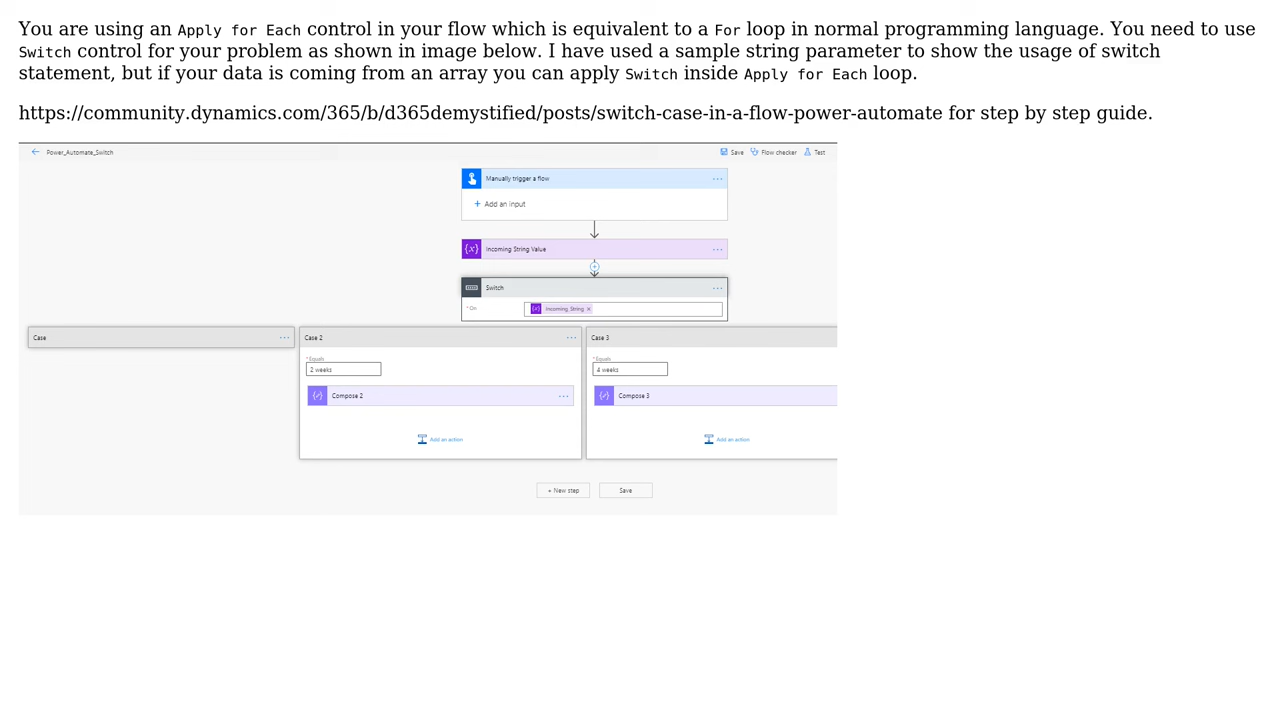 You are using an Apply for Each control in your flow which is equivalent to a For loop in normal programming language. You need to use
Switch control for your problem as shown in image below. I have used a sample string parameter to show the usage of switch
statement, but if your data is coming from an array you can apply Switch inside Apply for Each loop.
https://community.dynamics.com/365/b/d365demystified/posts/switch-case-in-a-flow-power-automate for step by step guide.
Power_Automate_Switch Save Flow checker Test
Manually trigger a flow
+ Add an input
{x} Incoming String Value
Switch
* On {x} Incoming_String ×
Case Case 2 Case 3
* Equals * Equals
2 weeks 4 weeks
Compose 2 Compose 3
Add an action Add an action
+ New step Save